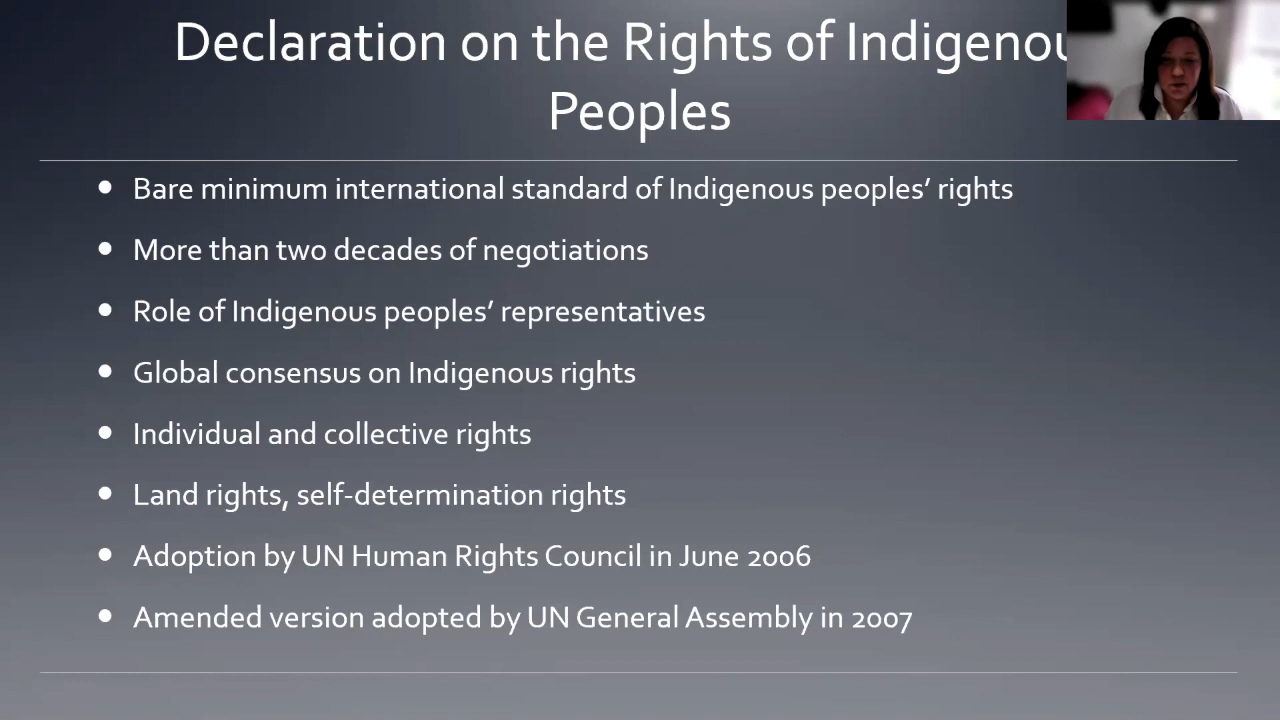 Declaration on the Rights of Indigenou
Peoples
• Bare minimum international standard of Indigenous peoples’ rights
• More than two decades of negotiations
• Role of Indigenous peoples’ representatives
• Global consensus on Indigenous rights
• Individual and collective rights
• Land rights, self-determination rights
• Adoption by UN Human Rights Council in June 2006
• Amended version adopted by UN General Assembly in 2007